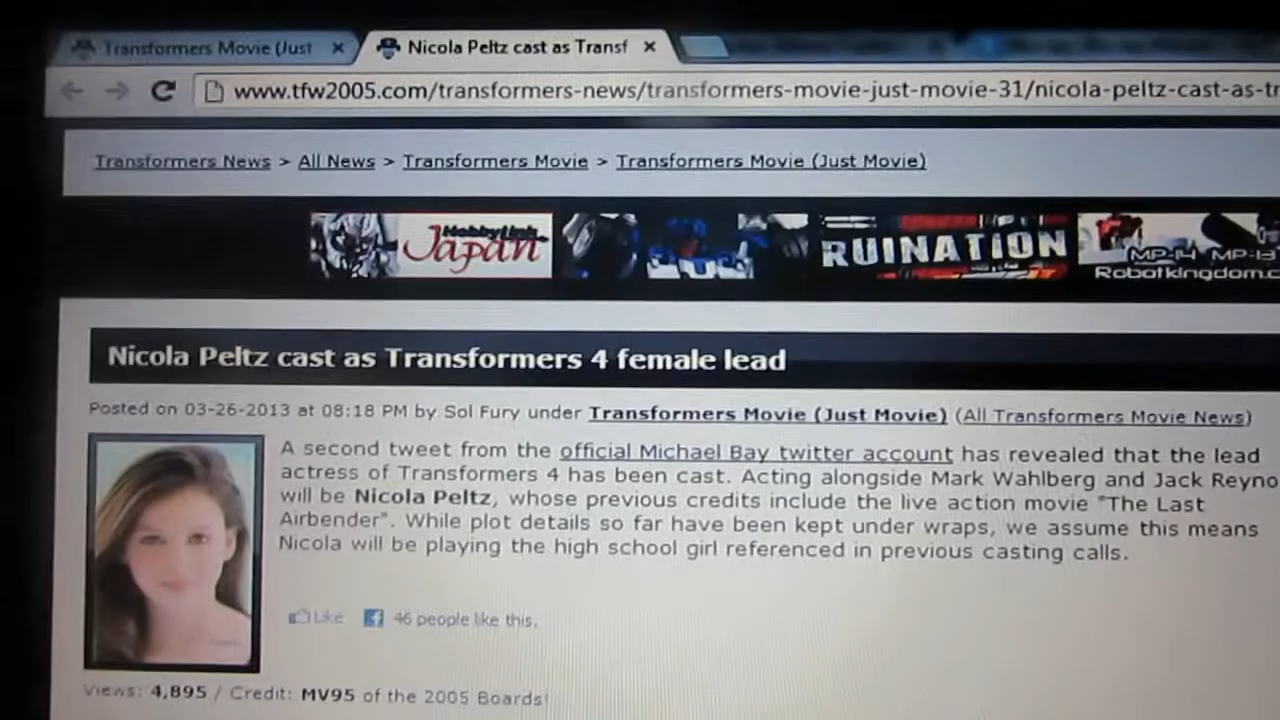 Transformers Movie (Just
Nicola Peltz cast as Transf
www.tfw2005.com/transformers-news/transformers-movie-just-movie-31/nicola-peltz-cast-as-tr
Transformers News > All News > Transformers Movie > Transformers Movie (Just Movie)
HobbyLink
Japan
RUINATION
MP-14 MP-13
Robotkingdom.c
Nicola Peltz cast as Transformers 4 female lead
Posted on 03-26-2013 at 08:18 PM by Sol Fury under Transformers Movie (Just Movie) (All Transformers Movie News)
A second tweet from the official Michael Bay twitter account has revealed that the lead
actress of Transformers 4 has been cast. Acting alongside Mark Wahlberg and Jack Reyno
will be Nicola Peltz, whose previous credits include the live action movie "The Last
Airbender". While plot details so far have been kept under wraps, we assume this means
Nicola will be playing the high school girl referenced in previous casting calls.
Like 46 people like this.
Views: 4,895 / Credit: MV95 of the 2005 Boards!